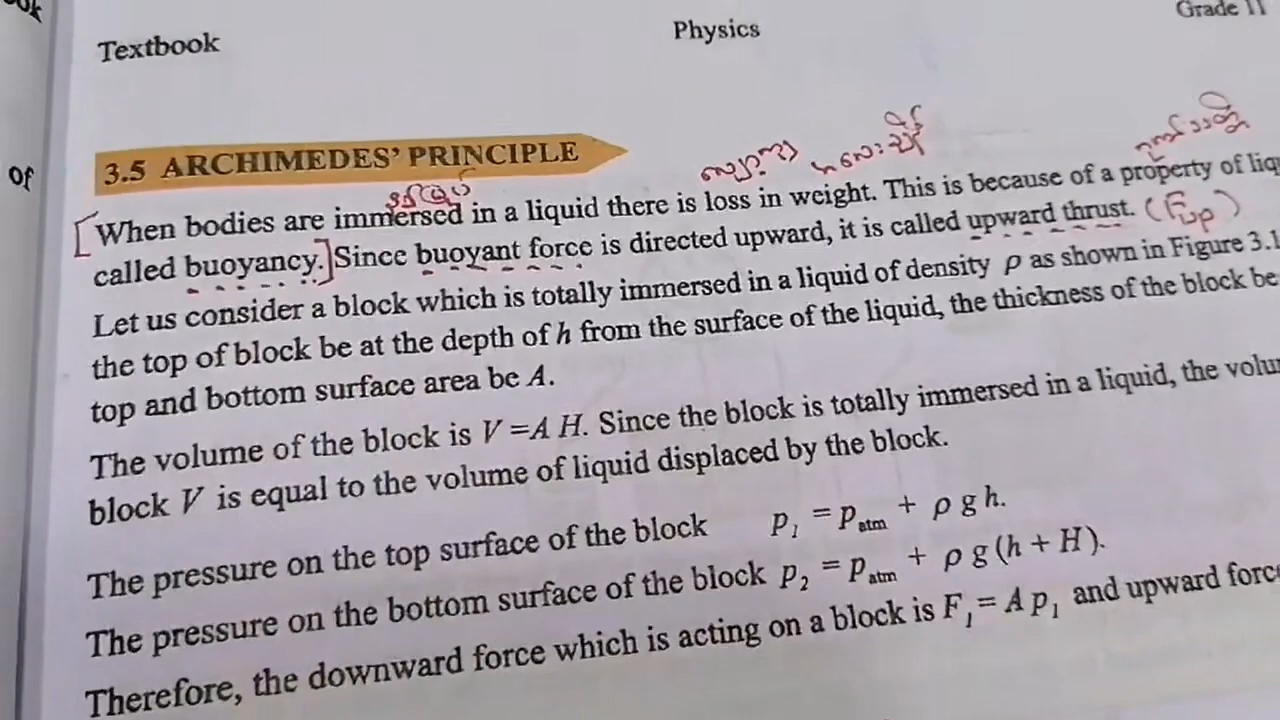 ok
Textbook
Physics
Grade 11
of
3.5 ARCHIMEDES' PRINCIPLE
[When bodies are immersed in a liquid there is loss in weight. This is because of a property of liq
called buoyancy.] Since buoyant force is directed upward, it is called upward thrust. (Fup)
Let us consider a block which is totally immersed in a liquid of density ρ as shown in Figure 3.1
the top of block be at the depth of h from the surface of the liquid, the thickness of the block be
top and bottom surface area be A.
The volume of the block is V = A H. Since the block is totally immersed in a liquid, the volu
block V is equal to the volume of liquid displaced by the block.
The pressure on the top surface of the block p₁ = pₐₜₘ + ρ g h.
The pressure on the bottom surface of the block p₂ = pₐₜₘ + ρ g (h + H).
Therefore, the downward force which is acting on a block is F₁ = A p₁ and upward force